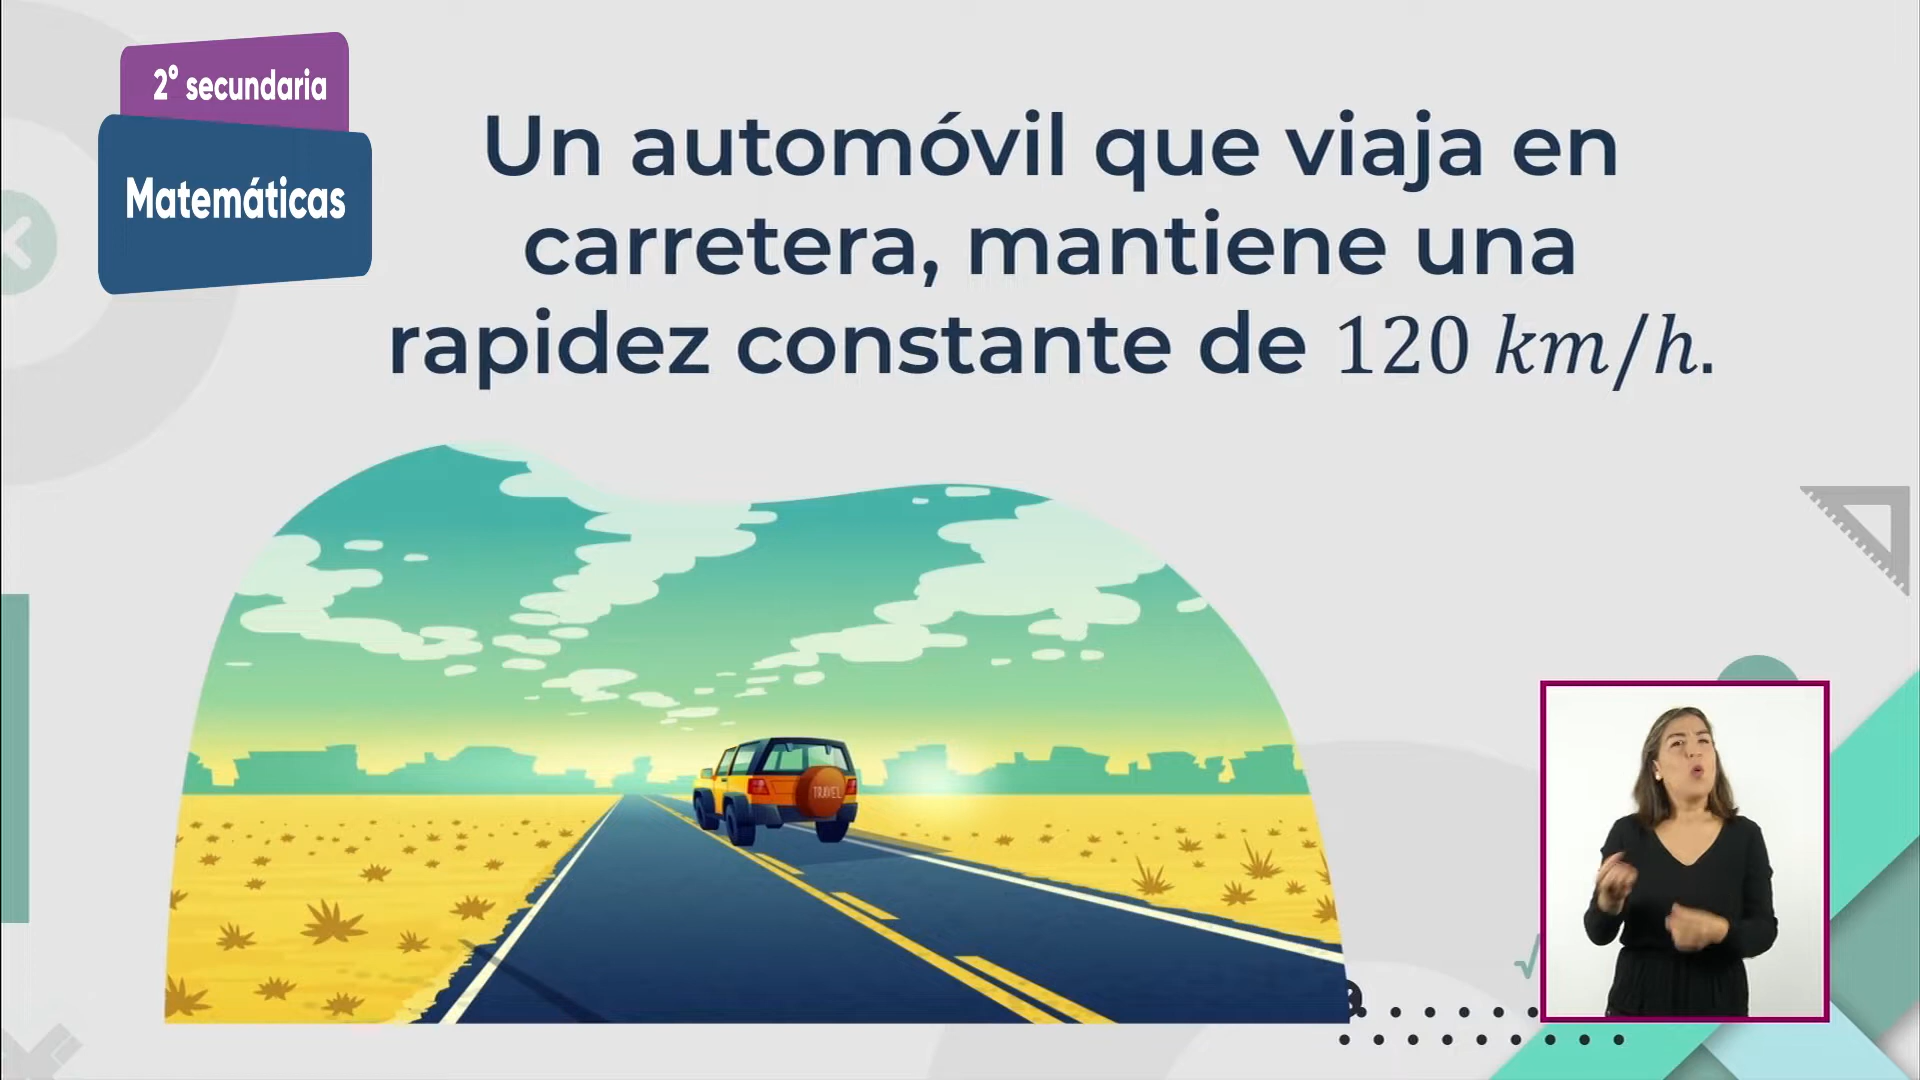 2° secundaria
Matemáticas
Un automóvil que viaja en
carretera, mantiene una
rapidez constante de 120 km/h.
TRAVEL